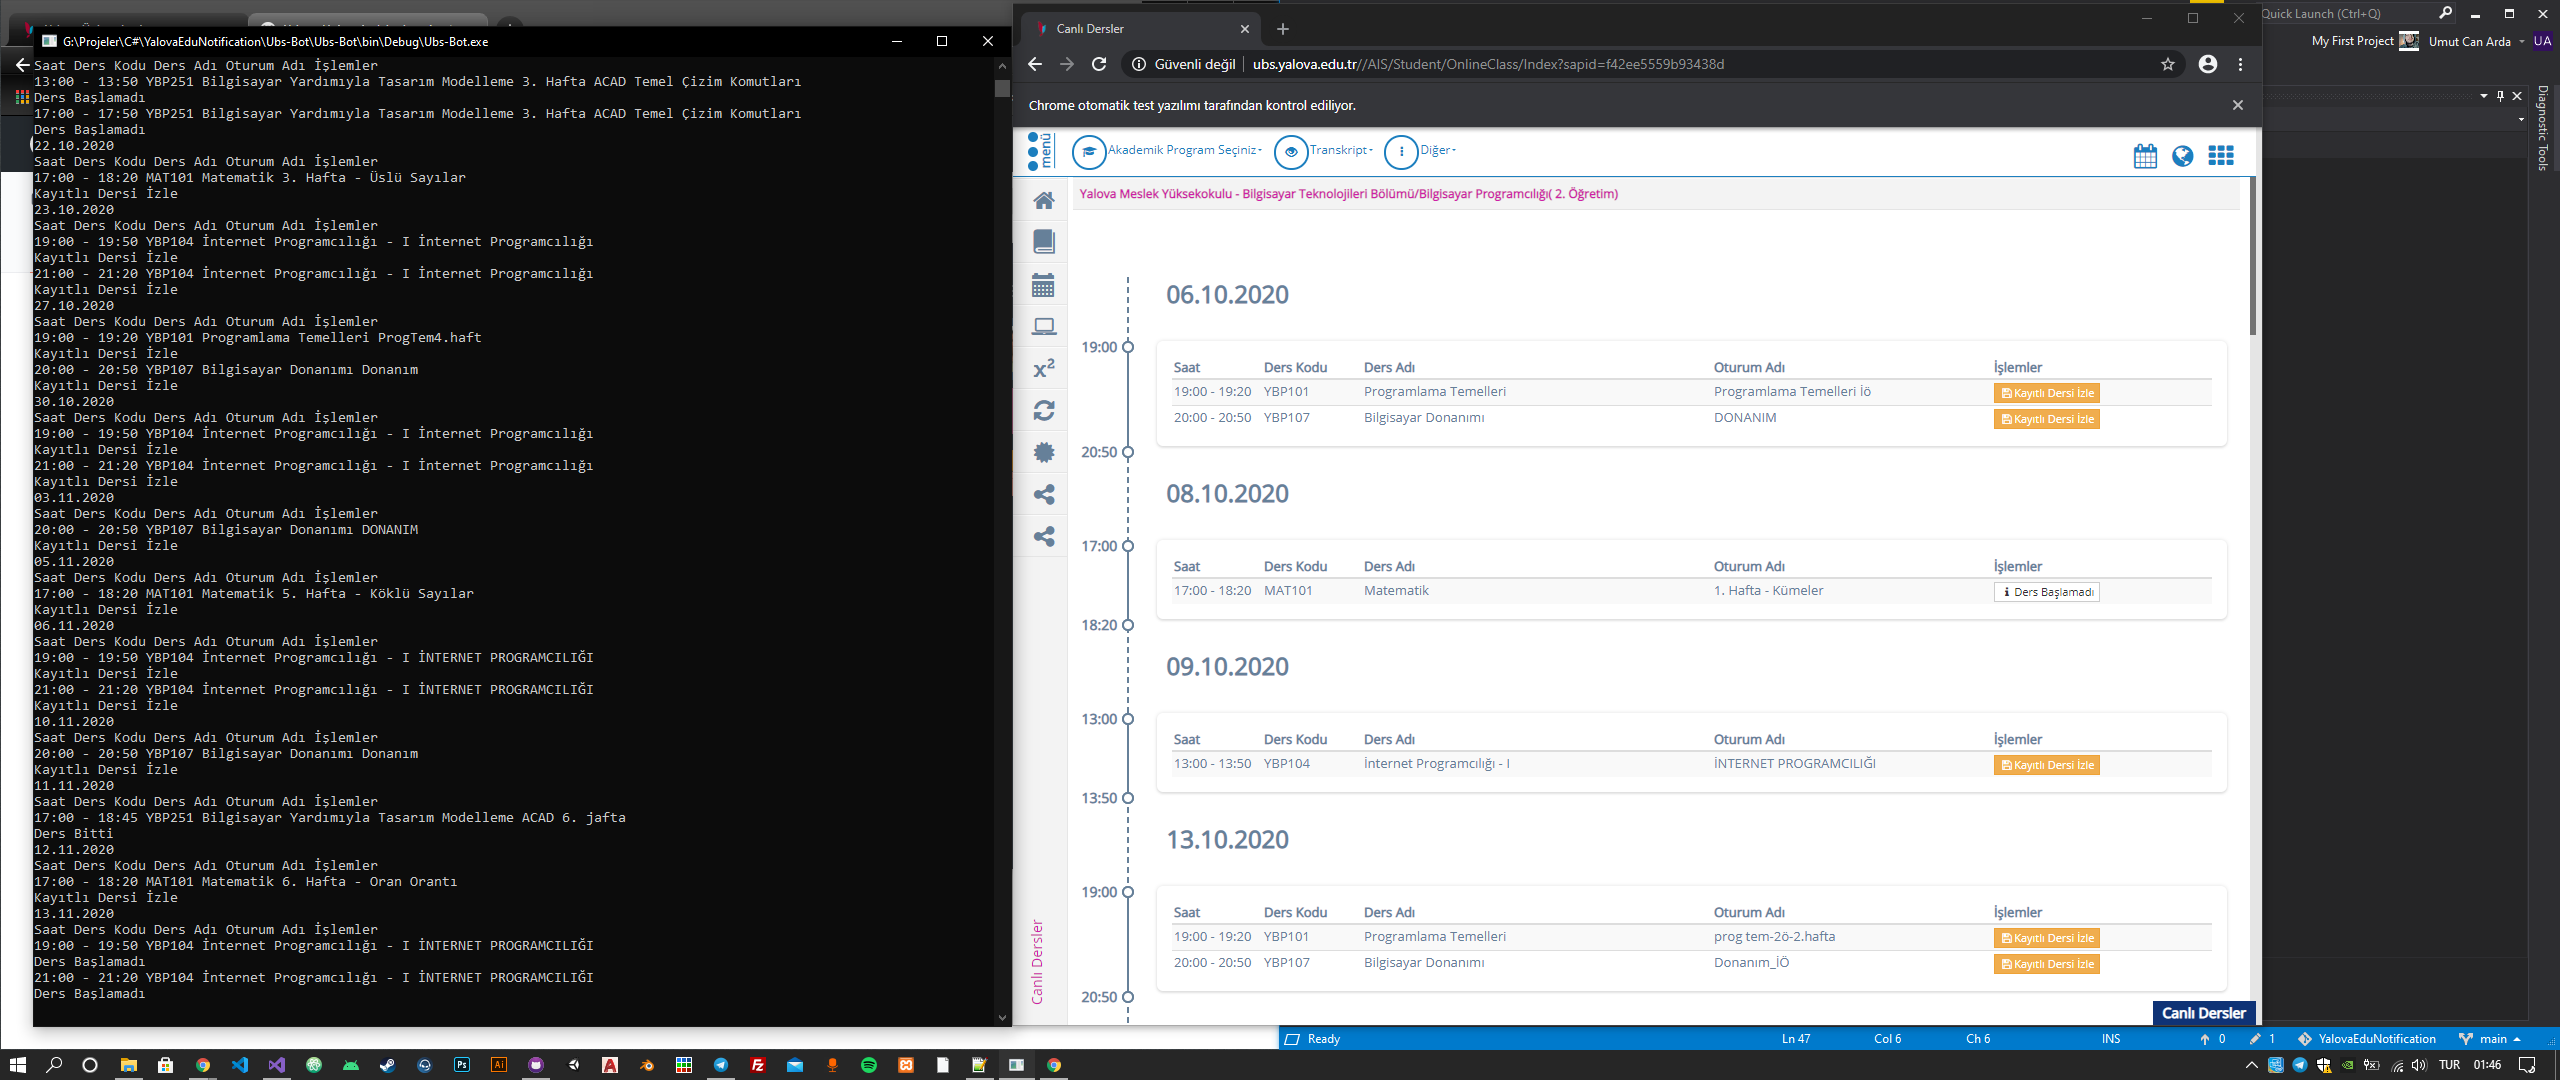 G:\Projeler\C#\YalovaEduNotification\Ubs-Bot\Ubs-Bot\bin\Debug\Ubs-Bot.exe
Saat Ders Kodu Ders Adı Oturum Adı İşlemler
13:00 - 13:50 YBP251 Bilgisayar Yardımıyla Tasarım Modelleme 3. Hafta ACAD Temel Çizim Komutları
Ders Başlamadı
17:00 - 17:50 YBP251 Bilgisayar Yardımıyla Tasarım Modelleme 3. Hafta ACAD Temel Çizim Komutları
Ders Başlamadı
22.10.2020
Saat Ders Kodu Ders Adı Oturum Adı İşlemler
17:00 - 18:20 MAT101 Matematik 3. Hafta - Üslü Sayılar
Kayıtlı Dersi İzle
23.10.2020
Saat Ders Kodu Ders Adı Oturum Adı İşlemler
19:00 - 19:50 YBP104 İnternet Programcılığı - I İnternet Programcılığı
Kayıtlı Dersi İzle
21:00 - 21:20 YBP104 İnternet Programcılığı - I İnternet Programcılığı
Kayıtlı Dersi İzle
27.10.2020
Saat Ders Kodu Ders Adı Oturum Adı İşlemler
19:00 - 19:20 YBP101 Programlama Temelleri ProgTem4.haft
Kayıtlı Dersi İzle
20:00 - 20:50 YBP107 Bilgisayar Donanımı Donanım
Kayıtlı Dersi İzle
30.10.2020
Saat Ders Kodu Ders Adı Oturum Adı İşlemler
19:00 - 19:50 YBP104 İnternet Programcılığı - I İnternet Programcılığı
Kayıtlı Dersi İzle
21:00 - 21:20 YBP104 İnternet Programcılığı - I İnternet Programcılığı
Kayıtlı Dersi İzle
03.11.2020
Saat Ders Kodu Ders Adı Oturum Adı İşlemler
20:00 - 20:50 YBP107 Bilgisayar Donanımı DONANIM
Kayıtlı Dersi İzle
05.11.2020
Saat Ders Kodu Ders Adı Oturum Adı İşlemler
17:00 - 18:20 MAT101 Matematik 5. Hafta - Köklü Sayılar
Kayıtlı Dersi İzle
06.11.2020
Saat Ders Kodu Ders Adı Oturum Adı İşlemler
19:00 - 19:50 YBP104 İnternet Programcılığı - I İNTERNET PROGRAMCILIĞI
Kayıtlı Dersi İzle
21:00 - 21:20 YBP104 İnternet Programcılığı - I İNTERNET PROGRAMCILIĞI
Kayıtlı Dersi İzle
10.11.2020
Saat Ders Kodu Ders Adı Oturum Adı İşlemler
20:00 - 20:50 YBP107 Bilgisayar Donanımı Donanım
Kayıtlı Dersi İzle
11.11.2020
Saat Ders Kodu Ders Adı Oturum Adı İşlemler
17:00 - 18:45 YBP251 Bilgisayar Yardımıyla Tasarım Modelleme ACAD 6. jafta
Ders Bitti
12.11.2020
Saat Ders Kodu Ders Adı Oturum Adı İşlemler
17:00 - 18:20 MAT101 Matematik 6. Hafta - Oran Orantı
Kayıtlı Dersi İzle
13.11.2020
Saat Ders Kodu Ders Adı Oturum Adı İşlemler
19:00 - 19:50 YBP104 İnternet Programcılığı - I İNTERNET PROGRAMCILIĞI
Ders Başlamadı
21:00 - 21:20 YBP104 İnternet Programcılığı - I İNTERNET PROGRAMCILIĞI
Ders Başlamadı
Canlı Dersler
Güvenli değil ubs.yalova.edu.tr//AIS/Student/OnlineClass/Index?sapid=f42ee5559b93438d
Chrome otomatik test yazılımı tarafından kontrol ediliyor.
menü
Akademik Program Seçiniz Transkript Diğer
Yalova Meslek Yüksekokulu - Bilgisayar Teknolojileri Bölümü/Bilgisayar Programcılığı( 2. Öğretim)
x²
06.10.2020
19:00
Saat Ders Kodu Ders Adı Oturum Adı İşlemler
19:00 - 19:20 YBP101 Programlama Temelleri Programlama Temelleri İö Kayıtlı Dersi İzle
20:00 - 20:50 YBP107 Bilgisayar Donanımı DONANIM Kayıtlı Dersi İzle
20:50
08.10.2020
17:00
Saat Ders Kodu Ders Adı Oturum Adı İşlemler
17:00 - 18:20 MAT101 Matematik 1. Hafta - Kümeler Ders Başlamadı
18:20
09.10.2020
13:00
Saat Ders Kodu Ders Adı Oturum Adı İşlemler
13:00 - 13:50 YBP104 İnternet Programcılığı - I İNTERNET PROGRAMCILIĞI Kayıtlı Dersi İzle
13:50
13.10.2020
19:00
Saat Ders Kodu Ders Adı Oturum Adı İşlemler
19:00 - 19:20 YBP101 Programlama Temelleri prog tem-2ö-2.hafta Kayıtlı Dersi İzle
20:00 - 20:50 YBP107 Bilgisayar Donanımı Donanım_İÖ Kayıtlı Dersi İzle
20:50
Canlı Dersler
Canlı Dersler
Quick Launch (Ctrl+Q)
My First Project Umut Can Arda UA
Diagnostic Tools
Ready Ln 47 Col 6 Ch 6 INS 0 1 YalovaEduNotification main
Ps Ai
TUR 01:46